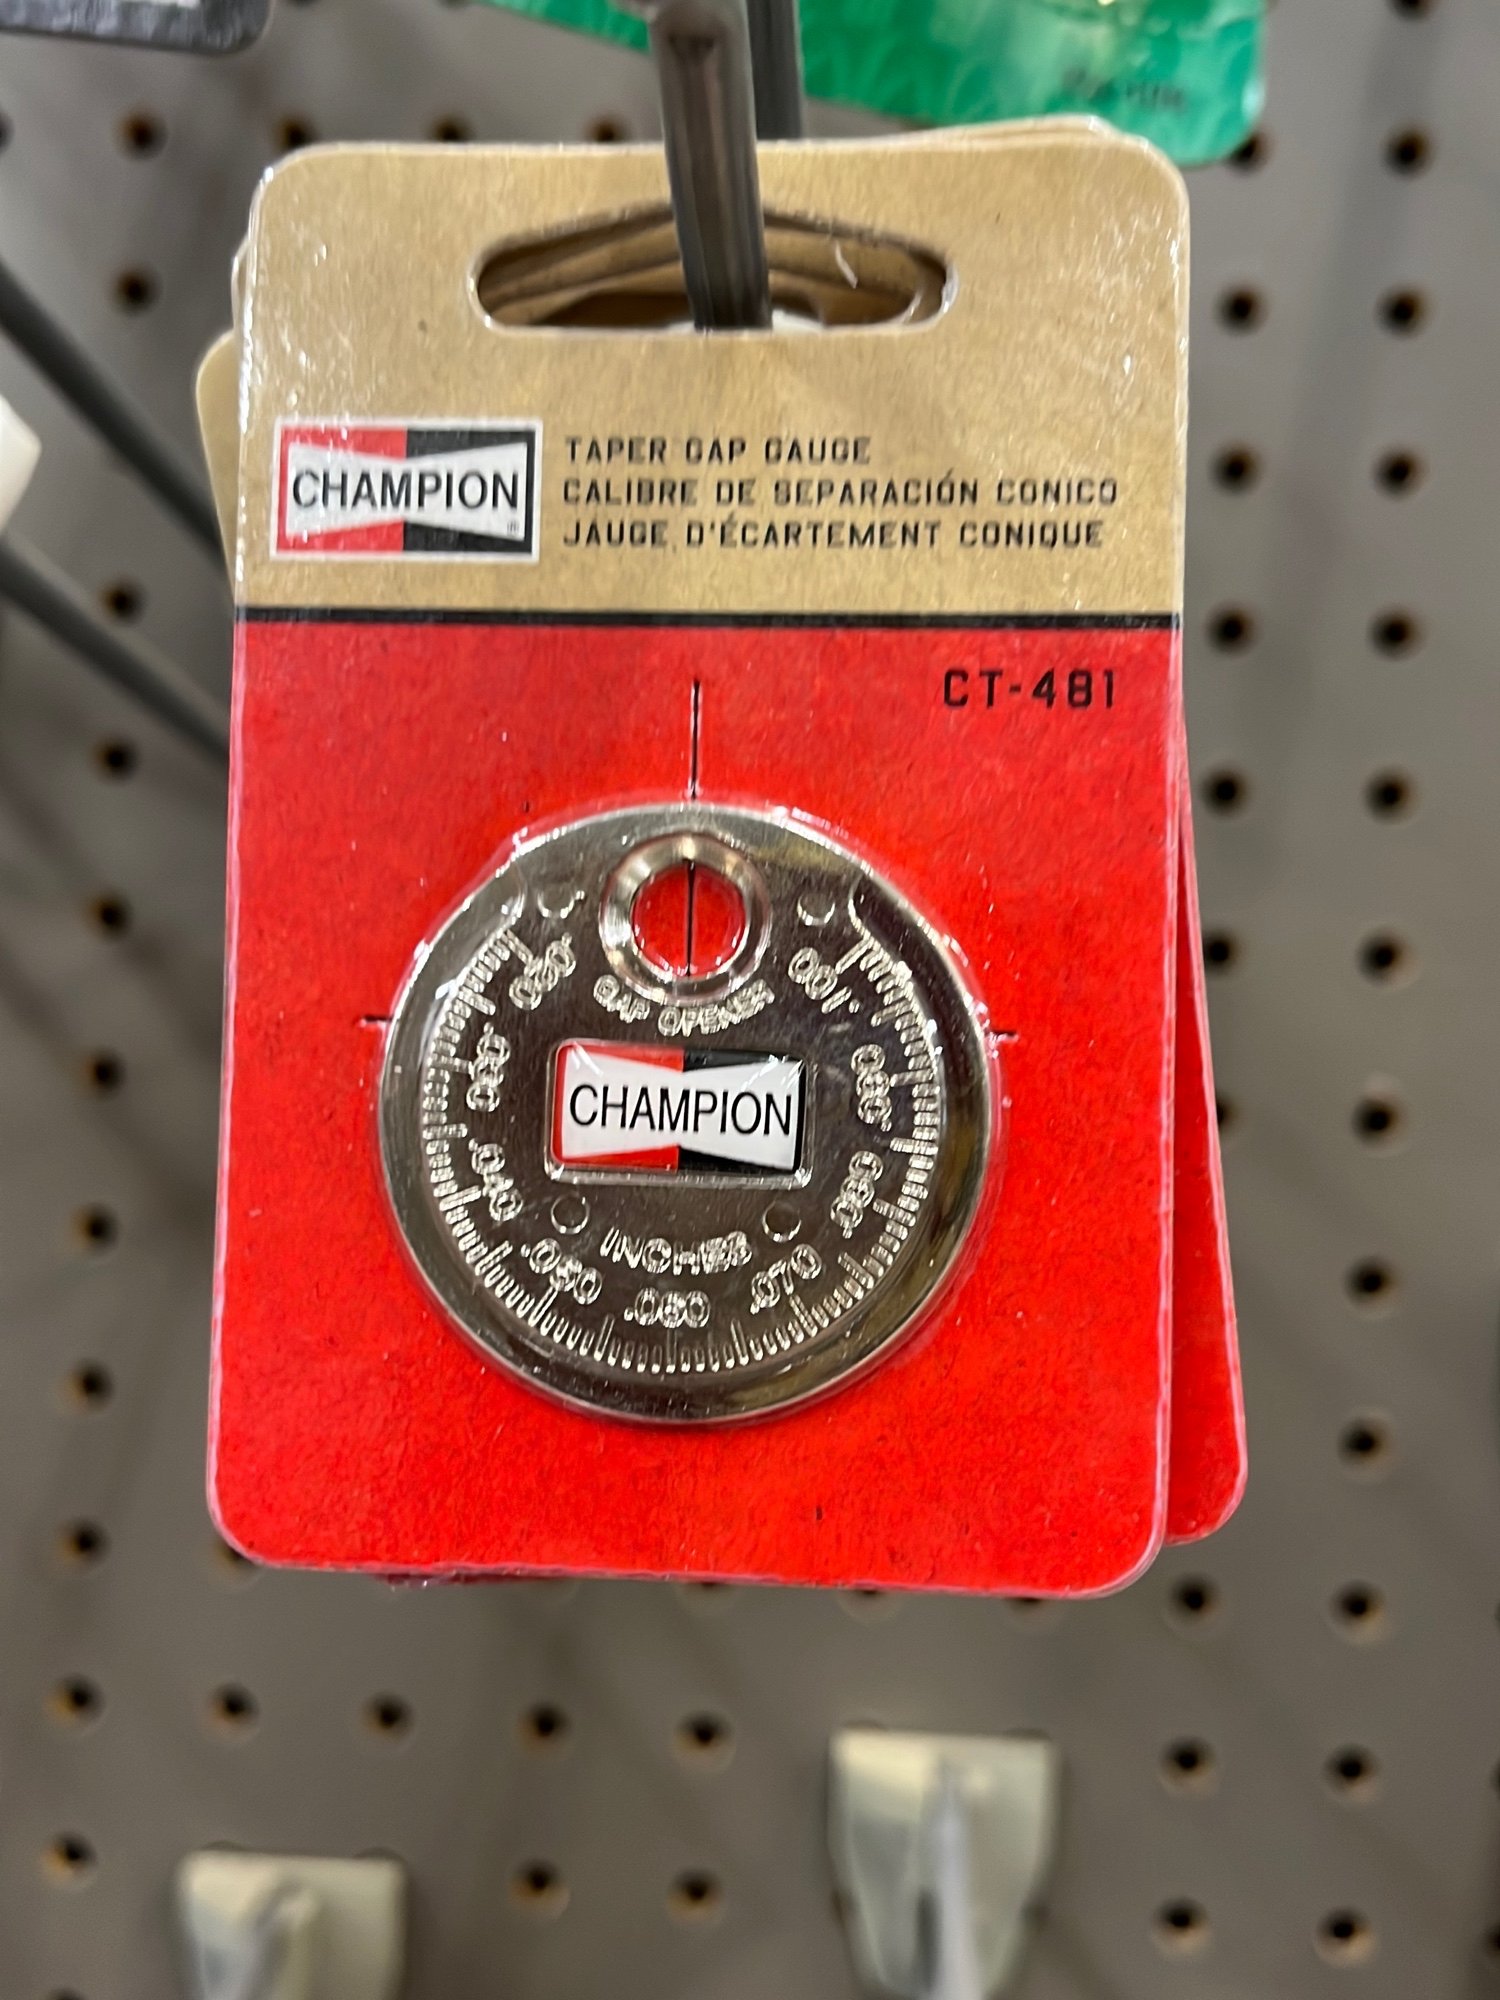 CHAMPION
TAPER GAP GAUGE
CALIBRE DE SEPARACIÓN CONICO
JAUGE D'ÉCARTEMENT CONIQUE
CT-481
GAP OPENER
CHAMPION
INCHES
.020
.030
.040
.050
.060
.070
.080
.090
.100